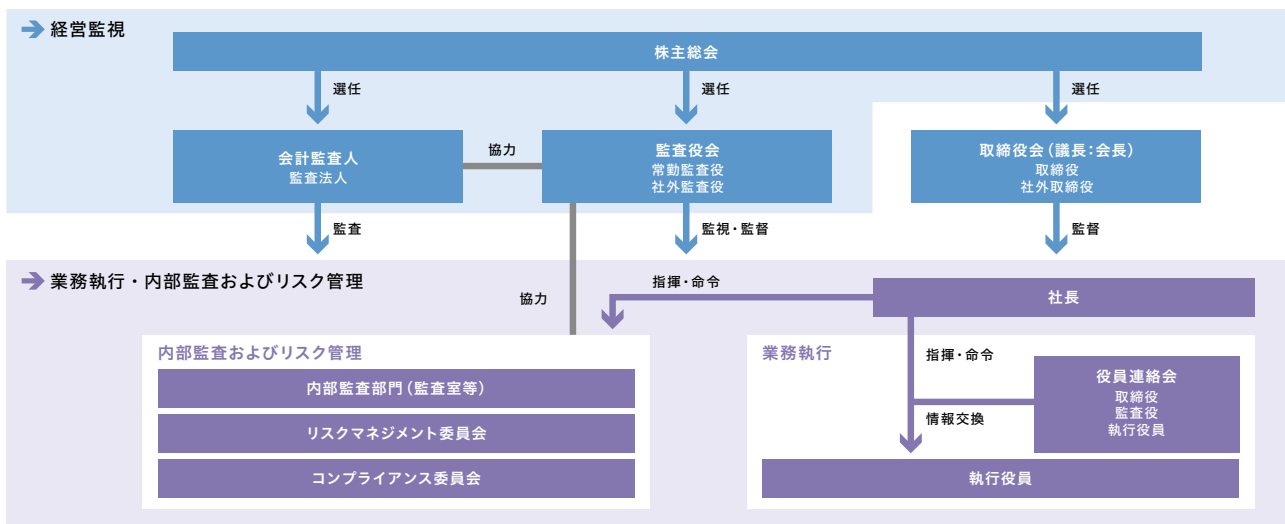 経営監視
株主総会
選任
選任
選任
会計監査人
監査法人
協力
監査役会
常勤監査役
社外監査役
取締役会(議長:会長)
取締役
社外取締役
監査
監視・監督
監督
業務執行・内部監査およびリスク管理
協力
指揮・命令
社長
内部監査およびリスク管理
内部監査部門(監査室等)
リスクマネジメント委員会
コンプライアンス委員会
業務執行
指揮・命令
役員連絡会
取締役
監査役
執行役員
情報交換
執行役員